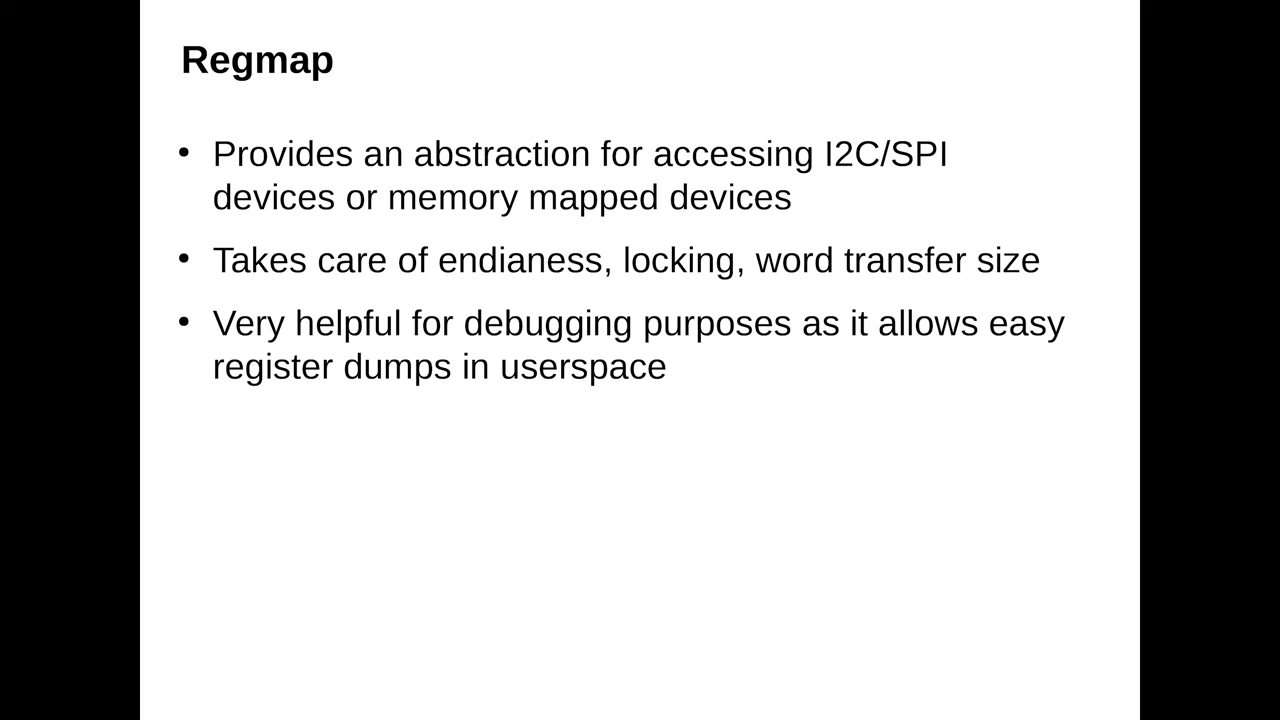 Regmap
• Provides an abstraction for accessing I2C/SPI
devices or memory mapped devices
• Takes care of endianess, locking, word transfer size
• Very helpful for debugging purposes as it allows easy
register dumps in userspace